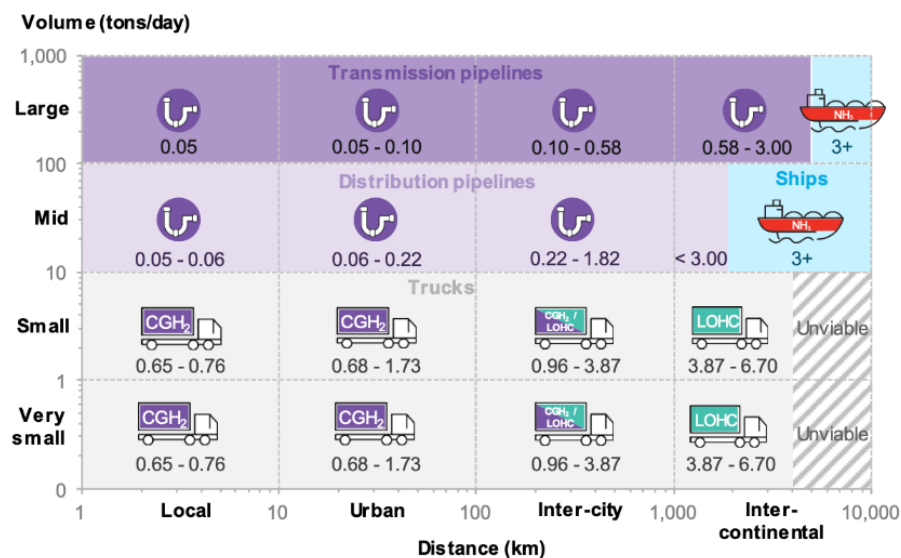 Volume (tons/day)
1,000
Transmission pipelines
Large
NH₃
0.05
0.05 - 0.10
0.10 - 0.58
0.58 - 3.00
3+
100
Distribution pipelines
Ships
Mid
NH₃
0.05 - 0.06
0.06 - 0.22
0.22 - 1.82
< 3.00
3+
10
Trucks
Small
CGH₂
CGH₂
CGH₂ /
LOHC
LOHC
Unviable
0.65 - 0.76
0.68 - 1.73
0.96 - 3.87
3.87 - 6.70
1
Very
small
CGH₂
CGH₂
CGH₂ /
LOHC
LOHC
Unviable
0.65 - 0.76
0.68 - 1.73
0.96 - 3.87
3.87 - 6.70
0
1
Local
10
Urban
100
Inter-city
1,000
Inter-
continental
10,000
Distance (km)